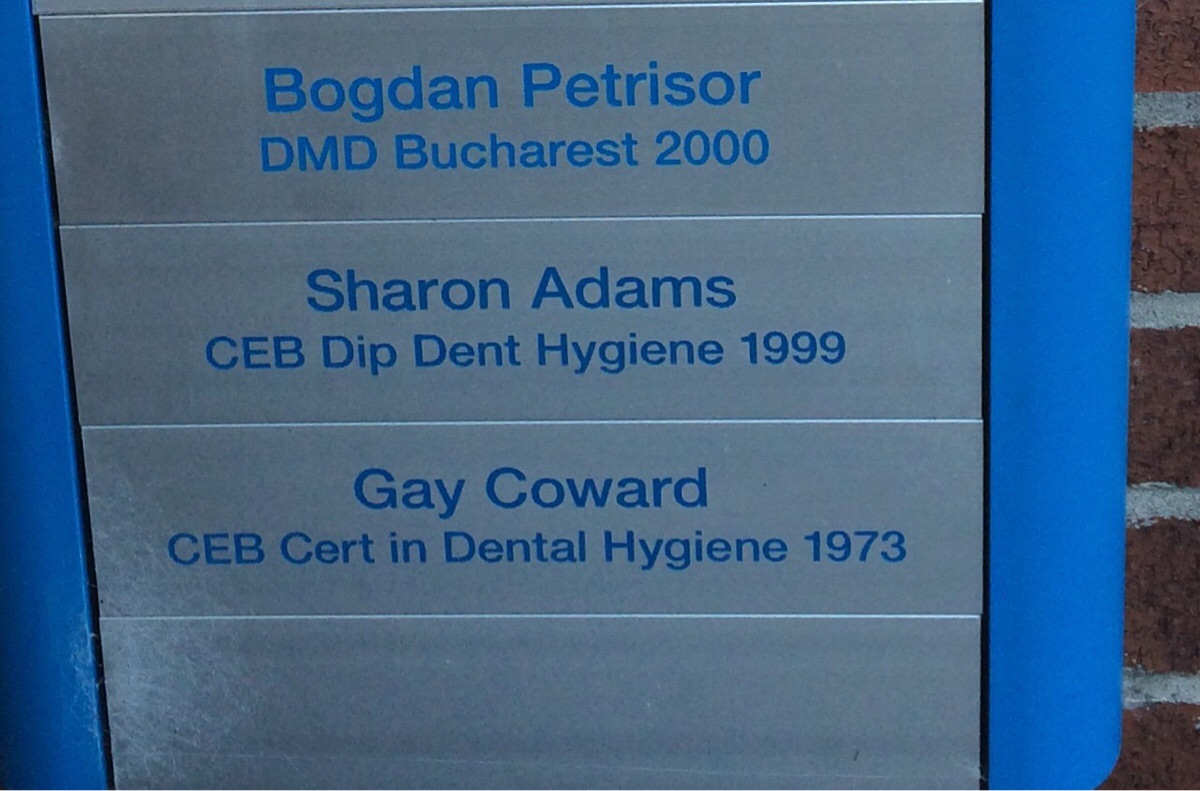 Bogdan Petrisor
DMD Bucharest 2000
Sharon Adams
CEB Dip Dent Hygiene 1999
Gay Coward
CEB Cert in Dental Hygiene 1973